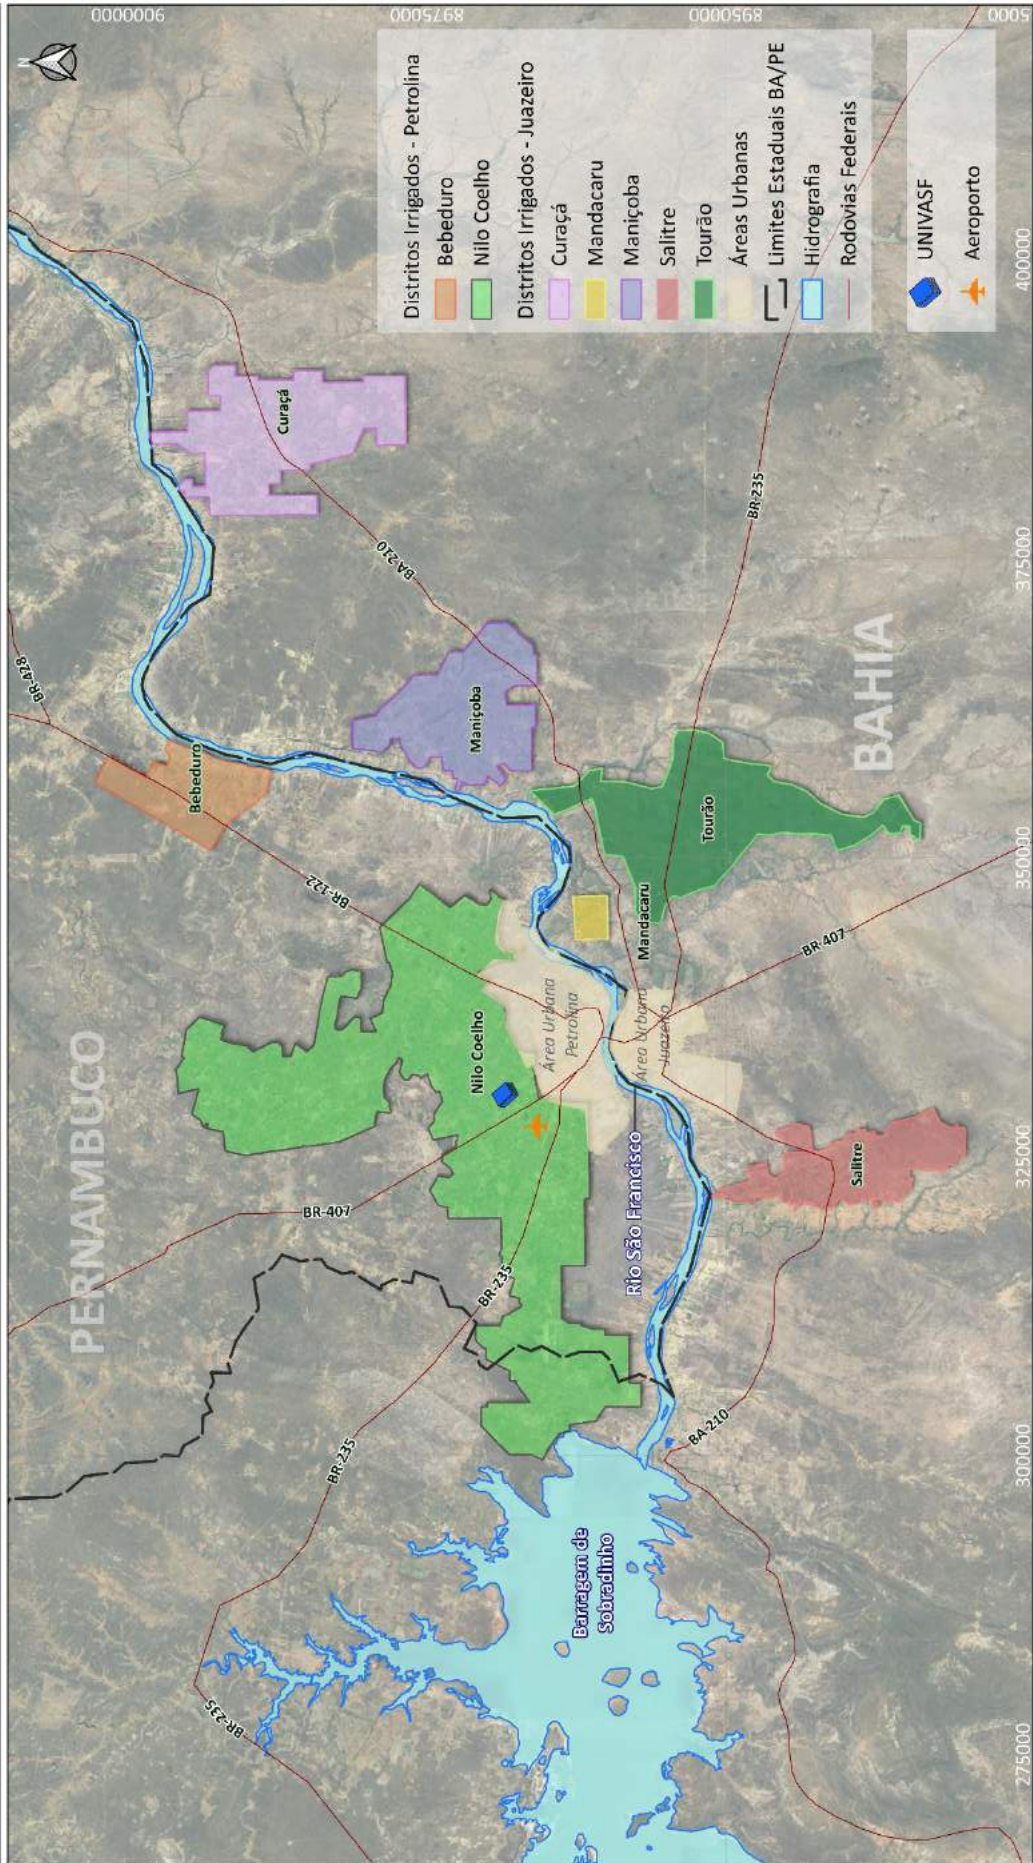 N
PERNAMBUCO
9000000
BR-428
BR-235
BR-407
BR-122
Bebeduro
BR-235
Curaçá
Nilo Coelho
BR-235
Maniçoba
BA-210
8975000
Área Urbana
Petrolina
Barragem de
Sobradinho
Rio São Francisco
Mandacaru
Área Urbana
Juazeiro
BA-210
Tourão
BR-235
8950000
BR-407
Salitre
BAHIA
Distritos Irrigados - Petrolina
Bebeduro
Nilo Coelho
Distritos Irrigados - Juazeiro
Curaçá
Mandacaru
Maniçoba
Salitre
Tourão
Áreas Urbanas
Limites Estaduais BA/PE
Hidrografia
Rodovias Federais
UNIVASF
Aeroporto
275000
300000
325000
350000
375000
400000
5000